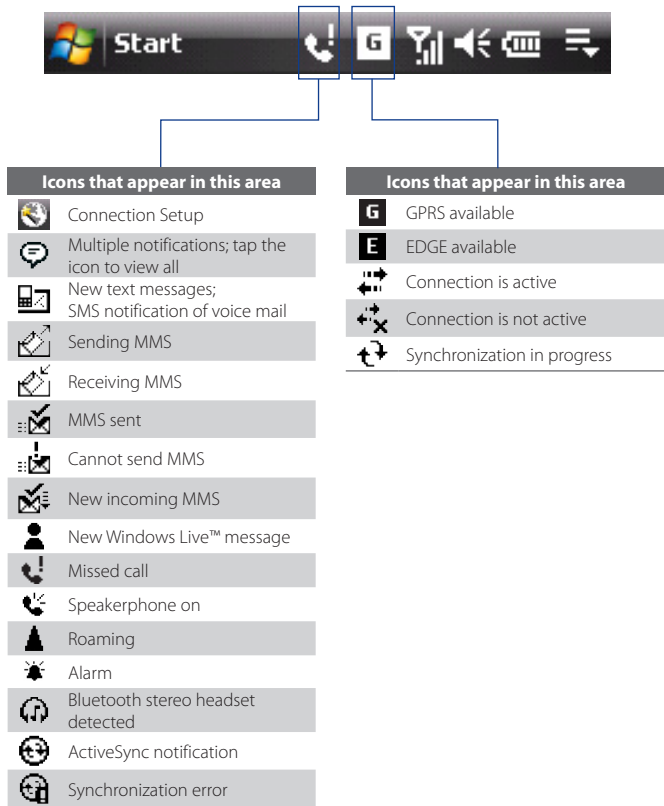 Start
G
Icons that appear in this area
Connection Setup
Multiple notifications; tap the
icon to view all
New text messages;
SMS notification of voice mail
Sending MMS
Receiving MMS
MMS sent
Cannot send MMS
New incoming MMS
New Windows Live™ message
Missed call
Speakerphone on
Roaming
Alarm
Bluetooth stereo headset
detected
ActiveSync notification
Synchronization error
Icons that appear in this area
G GPRS available
E EDGE available
Connection is active
Connection is not active
Synchronization in progress